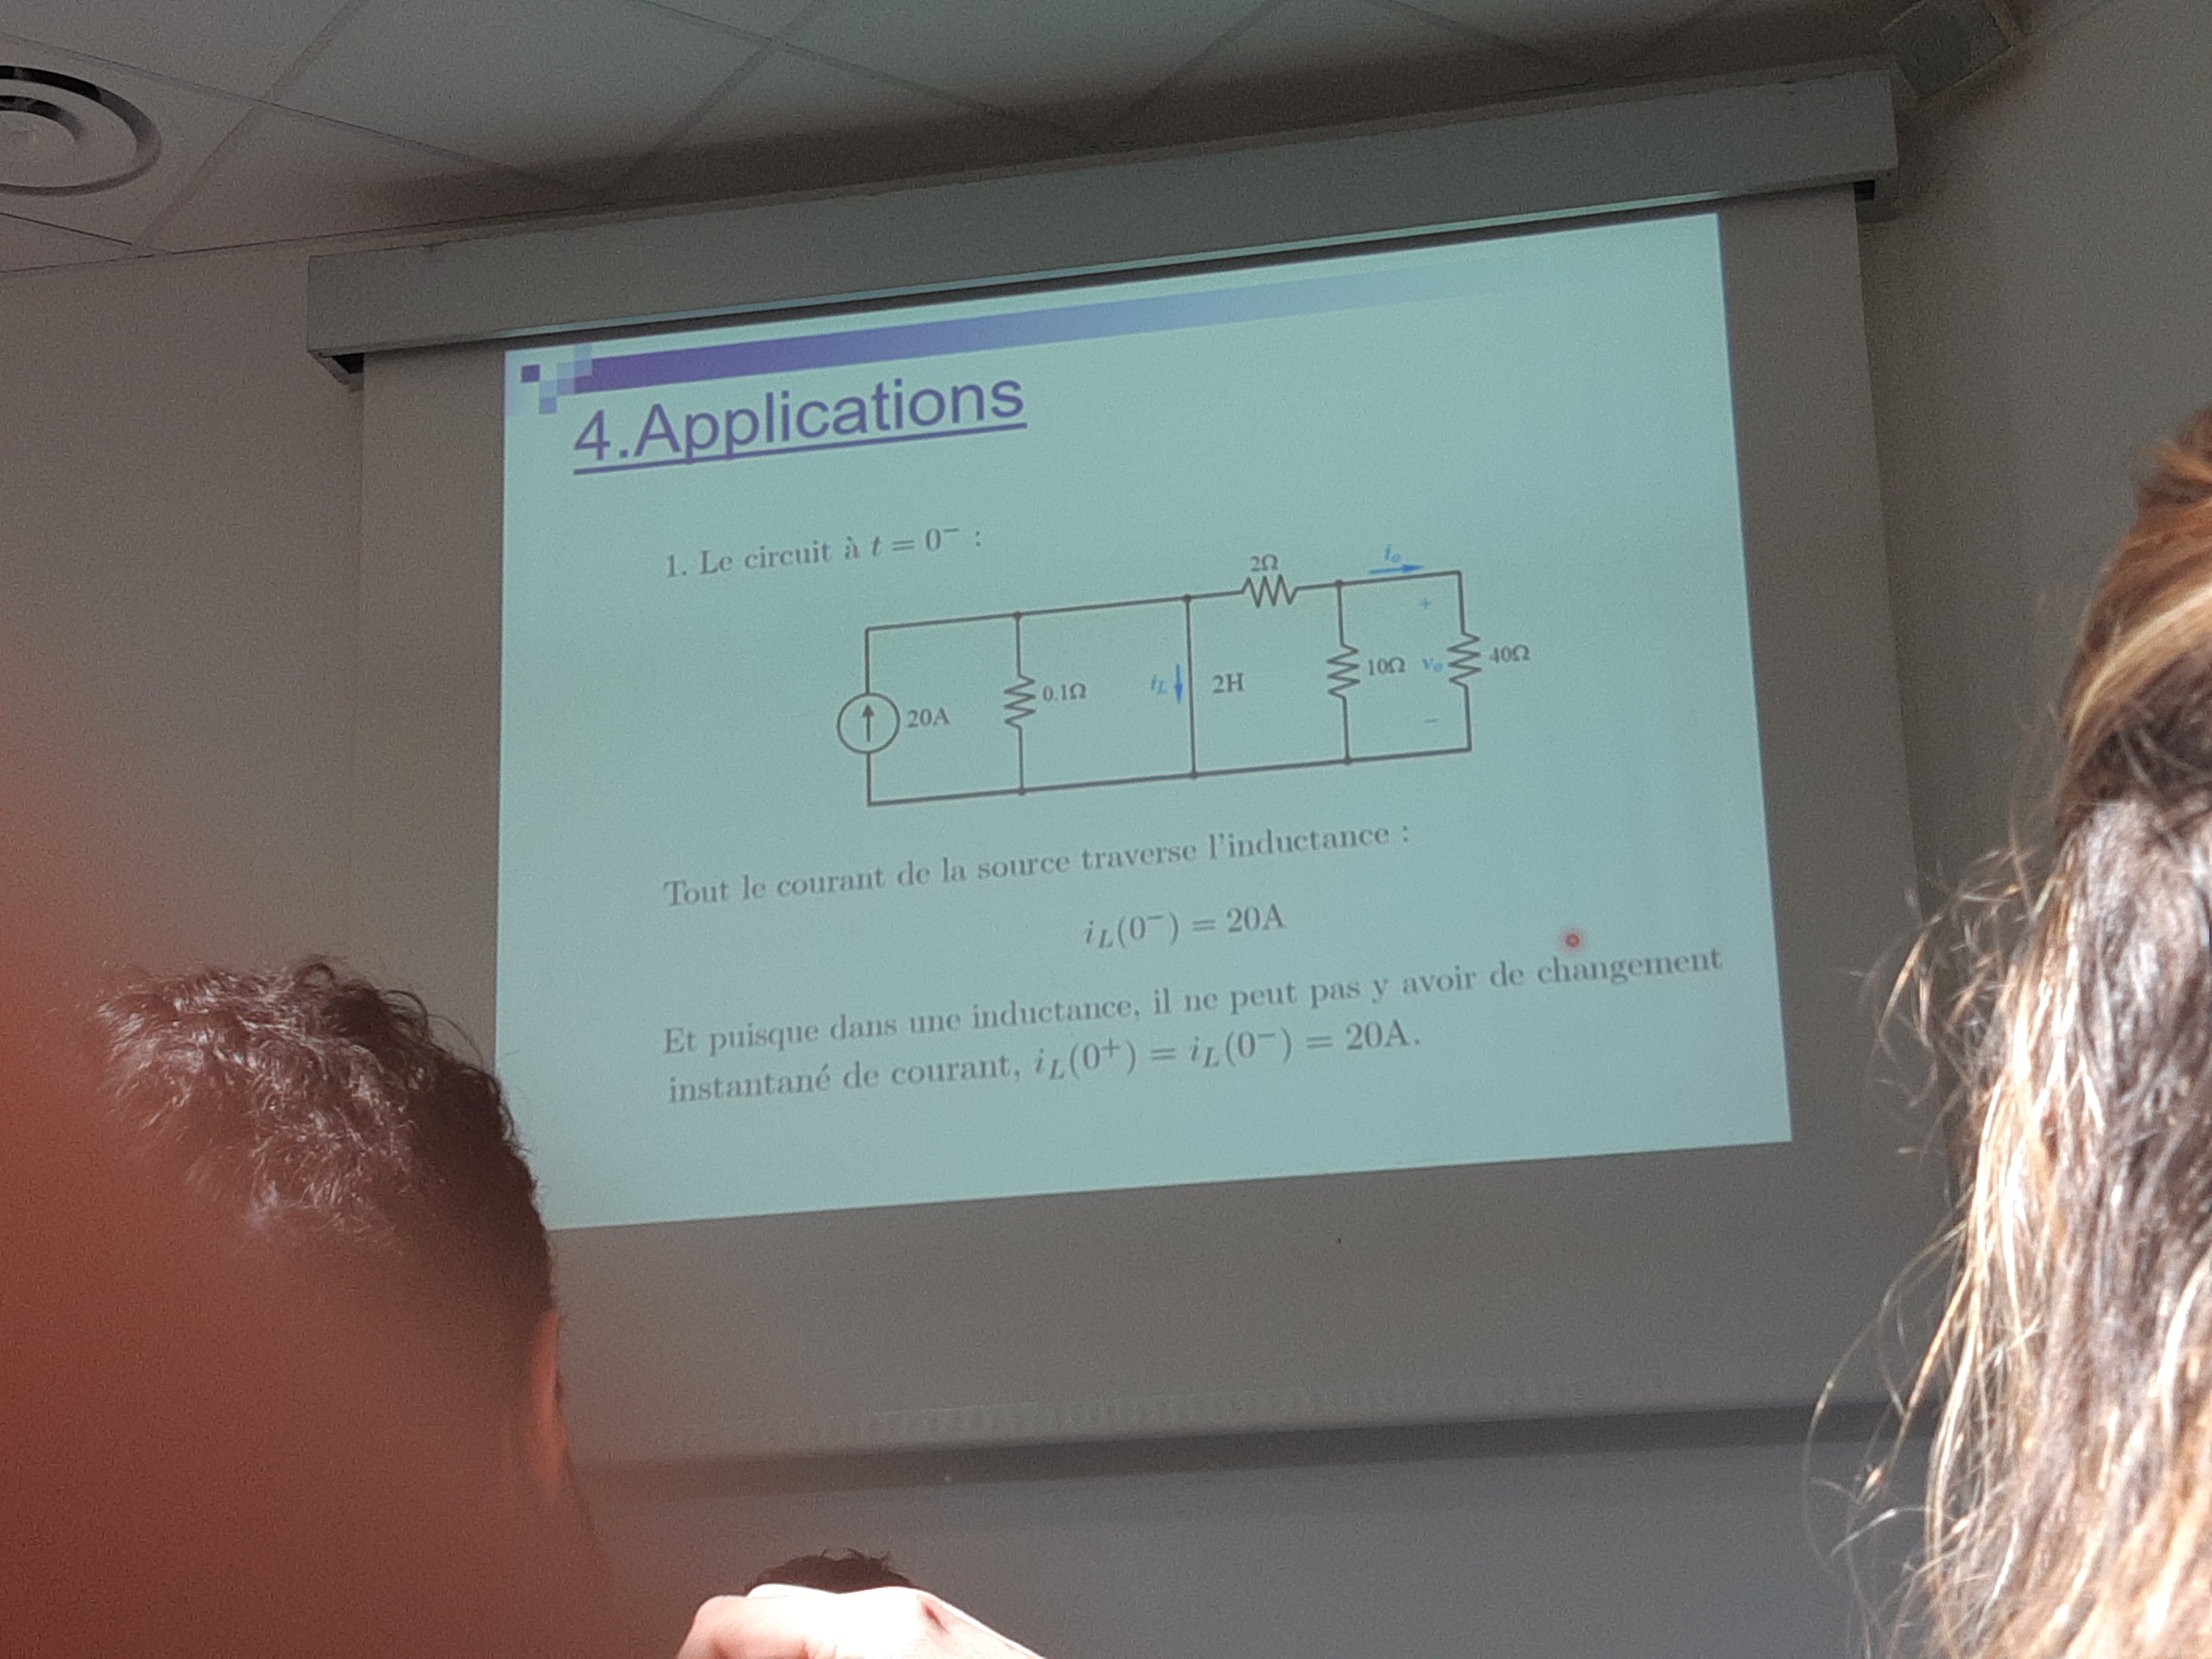 4.Applications
1. Le circuit à t = 0⁻ :
2Ω
iₒ
+
20A
0.1Ω
i_L
2H
10Ω
vₒ
40Ω
−
Tout le courant de la source traverse l'inductance :
i_L(0⁻) = 20A
Et puisque dans une inductance, il ne peut pas y avoir de changement
instantané de courant, i_L(0⁺) = i_L(0⁻) = 20A.